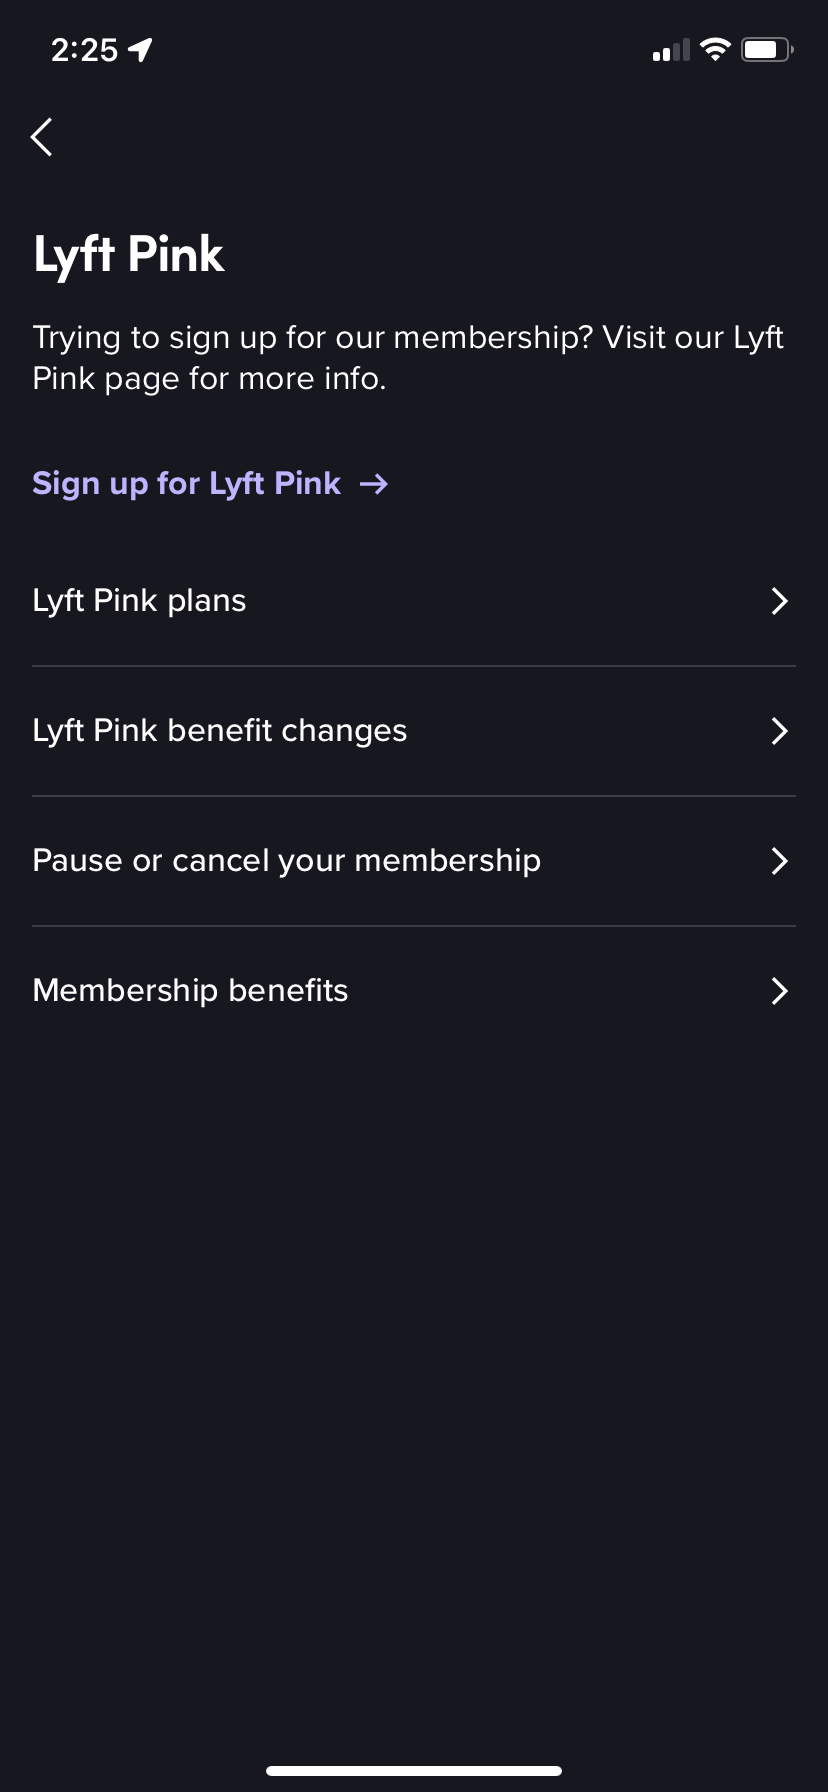 2:25
Lyft Pink
Trying to sign up for our membership? Visit our Lyft
Pink page for more info.
Sign up for Lyft Pink →
Lyft Pink plans
Lyft Pink benefit changes
Pause or cancel your membership
Membership benefits